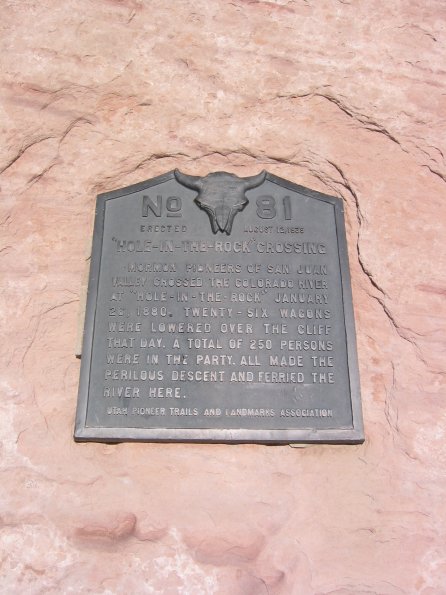 No 81
ERECTED AUGUST 12, 1939
"HOLE-IN-THE-ROCK" CROSSING
MORMON PIONEERS OF SAN JUAN
VALLEY CROSSED THE COLORADO RIVER
AT "HOLE-IN-THE-ROCK" JANUARY
26, 1880. TWENTY-SIX WAGONS
WERE LOWERED OVER THE CLIFF
THAT DAY. A TOTAL OF 250 PERSONS
WERE IN THE PARTY. ALL MADE THE
PERILOUS DESCENT AND FERRIED THE
RIVER HERE.
UTAH PIONEER TRAILS AND LANDMARKS ASSOCIATION